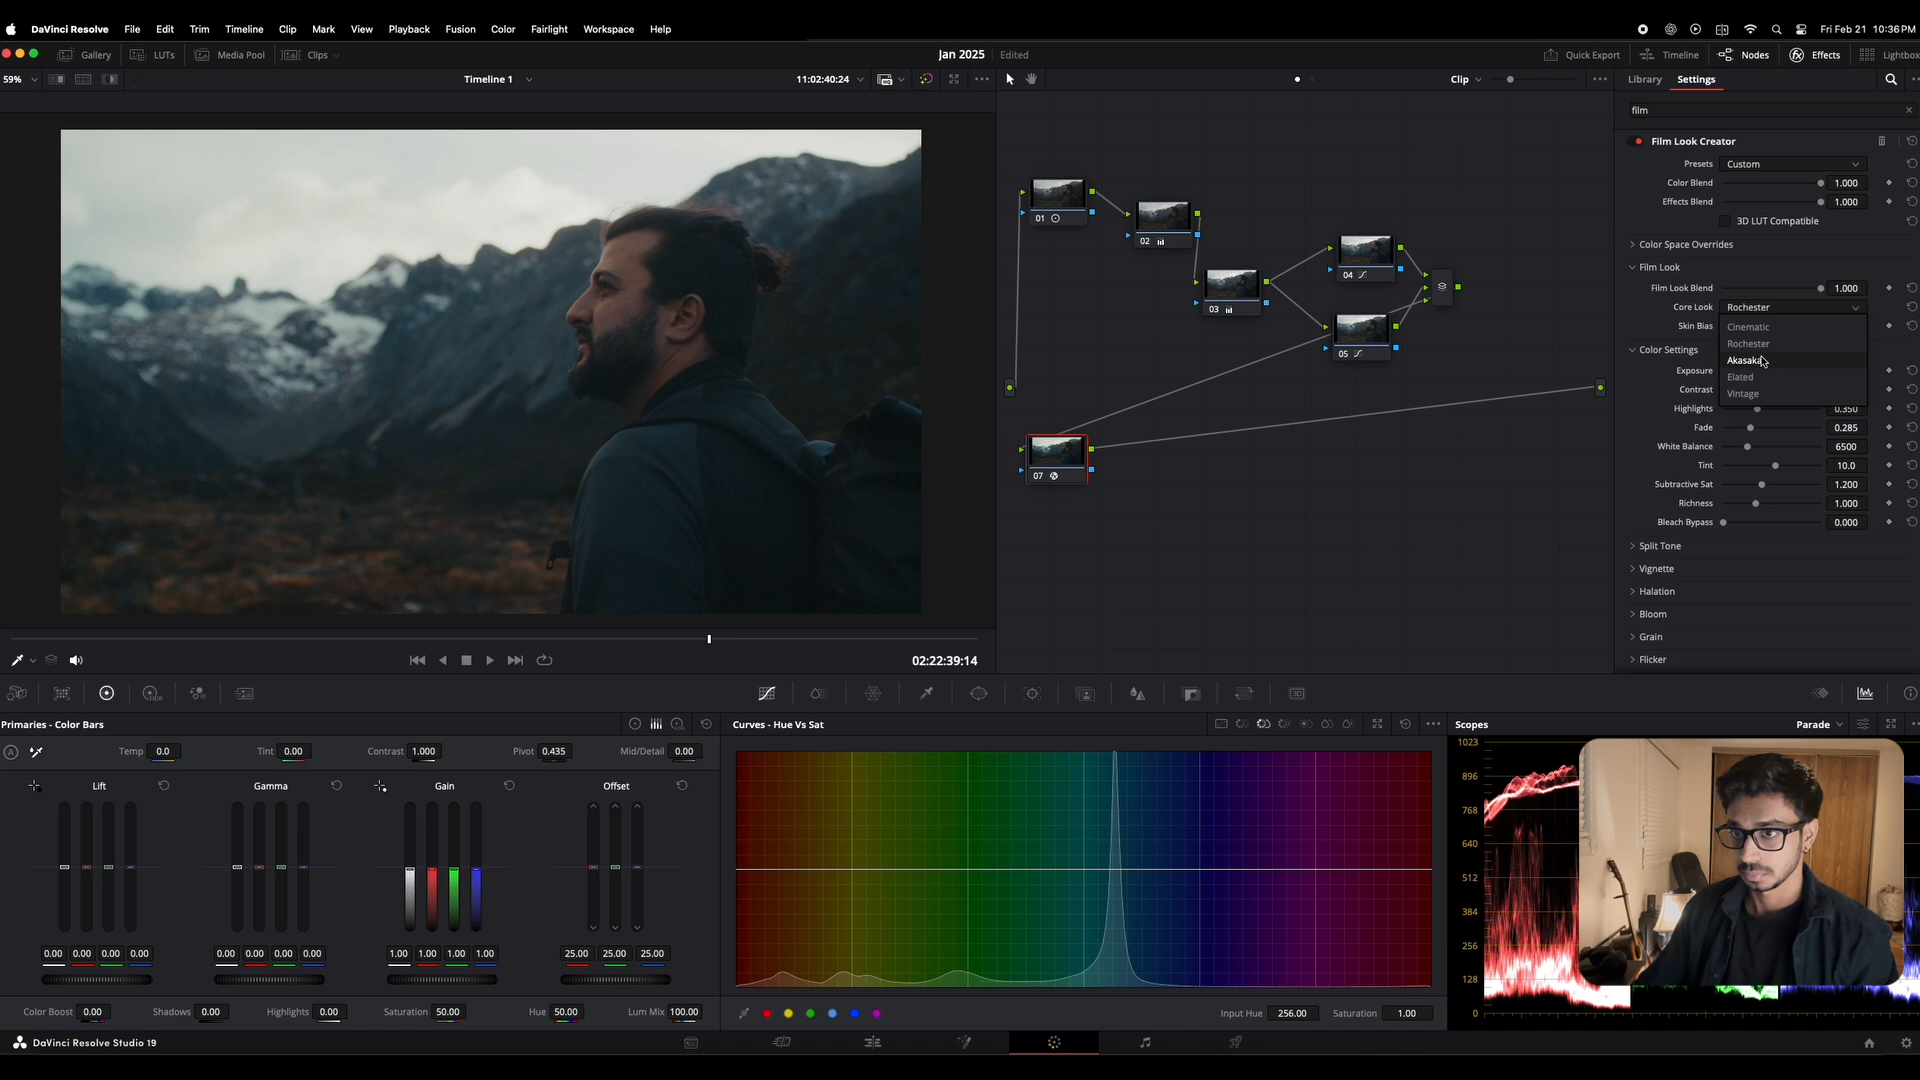 DaVinci Resolve File Edit Trim Timeline Clip Mark View Playback Fusion Color Fairlight Workspace Help Fri Feb 21 10:36 PM
Gallery LUTs Media Pool Clips Jan 2025 Edited Quick Export Timeline Nodes Effects Lightbox
59% Timeline 1 11:02:40:24 Clip Library Settings
film
Film Look Creator
Presets Custom
Color Blend 1.000
Effects Blend 1.000
3D LUT Compatible
Color Space Overrides
Film Look
Film Look Blend 1.000
Core Look Rochester
Skin Bias
Cinematic
Rochester
Akasaka
Elated
Vintage
Color Settings
Exposure
Contrast
Highlights 0.350
Fade 0.285
White Balance 6500
Tint 10.0
Subtractive Sat 1.200
Richness 1.000
Bleach Bypass 0.000
Split Tone
Vignette
Halation
Bloom
Grain
Flicker
01
02
03
04
05
07
02:22:39:14
Primaries - Color Bars
Temp 0.0 Tint 0.00 Contrast 1.000 Pivot 0.435 Mid/Detail 0.00
Lift Gamma Gain Offset
0.00 0.00 0.00 0.00 0.00 0.00 0.00 0.00 1.00 1.00 1.00 1.00 25.00 25.00 25.00
Color Boost 0.00 Shadows 0.00 Highlights 0.00 Saturation 50.00 Hue 50.00 Lum Mix 100.00
Curves - Hue Vs Sat
Input Hue 256.00 Saturation 1.00
Scopes Parade
1023
896
768
640
512
384
256
128
0
DaVinci Resolve Studio 19